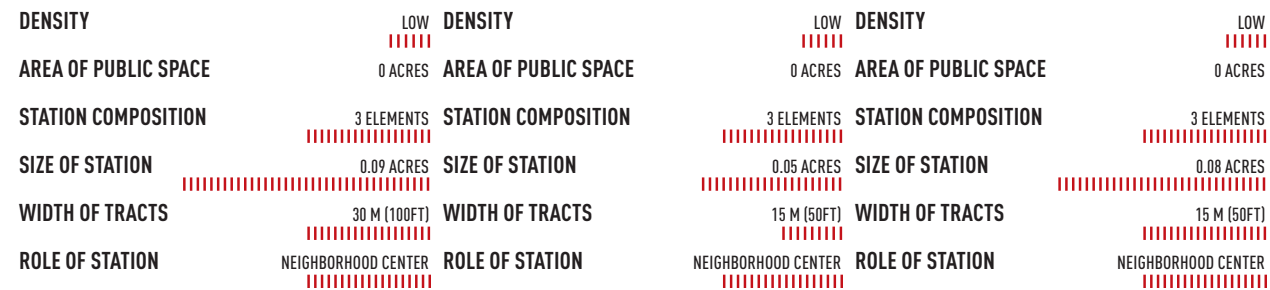 DENSITY LOW DENSITY LOW DENSITY LOW
AREA OF PUBLIC SPACE 0 ACRES AREA OF PUBLIC SPACE 0 ACRES AREA OF PUBLIC SPACE 0 ACRES
STATION COMPOSITION 3 ELEMENTS STATION COMPOSITION 3 ELEMENTS STATION COMPOSITION 3 ELEMENTS
SIZE OF STATION 0.09 ACRES SIZE OF STATION 0.05 ACRES SIZE OF STATION 0.08 ACRES
WIDTH OF TRACTS 30 M (100FT) WIDTH OF TRACTS 15 M (50FT) WIDTH OF TRACTS 15 M (50FT)
ROLE OF STATION NEIGHBORHOOD CENTER ROLE OF STATION NEIGHBORHOOD CENTER ROLE OF STATION NEIGHBORHOOD CENTER